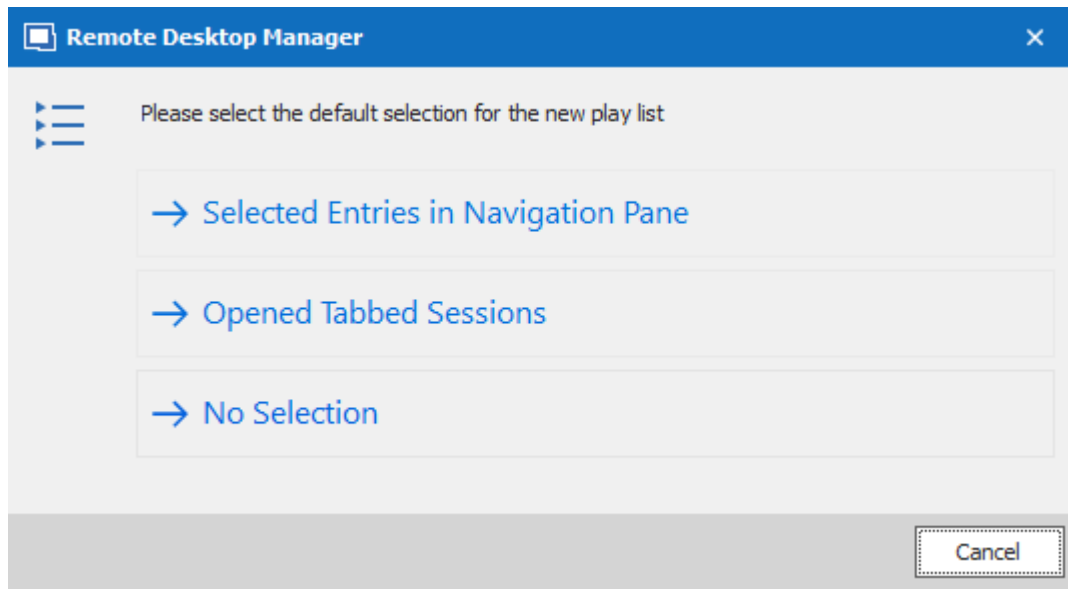 Remote Desktop Manager
Please select the default selection for the new play list
Selected Entries in Navigation Pane
Opened Tabbed Sessions
No Selection
Cancel